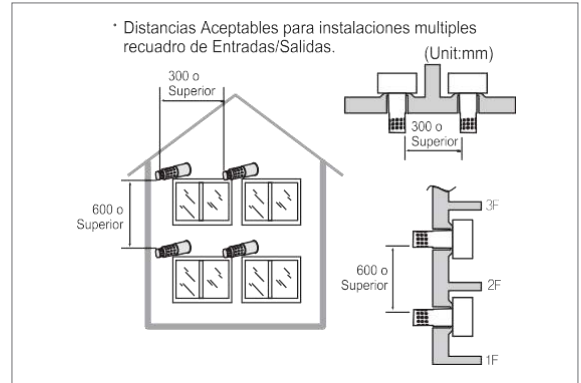 · Distancias Aceptables para instalaciones multiples
recuadro de Entradas/Salidas.
(Unit:mm)
300 o
Superior
300 o
Superior
600 o
Superior
3F
600 o
Superior
2F
1F